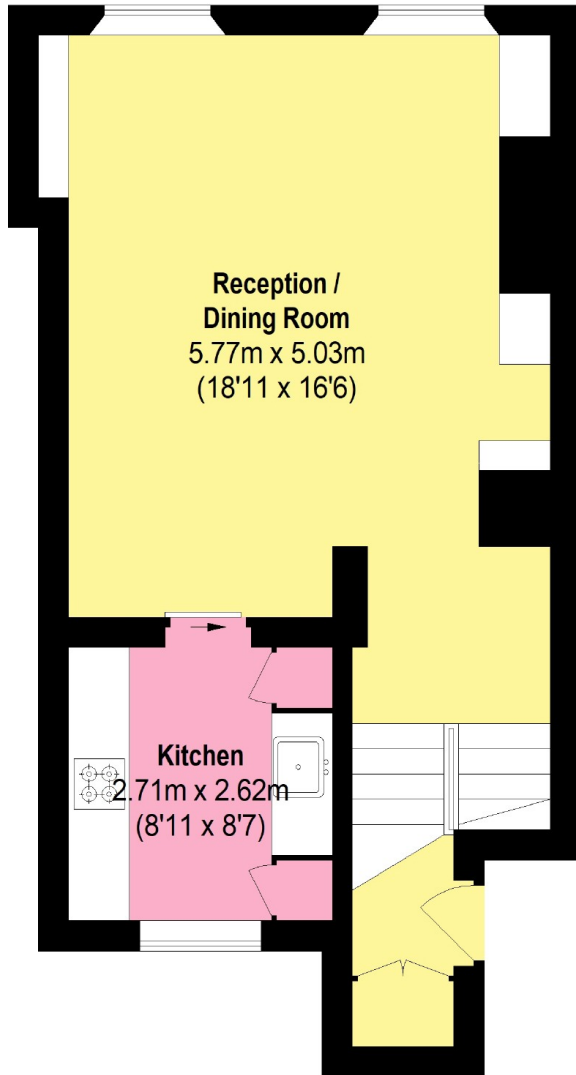 Reception /
Dining Room
5.77m x 5.03m
(18'11 x 16'6)
Kitchen
2.71m x 2.62m
(8'11 x 8'7)